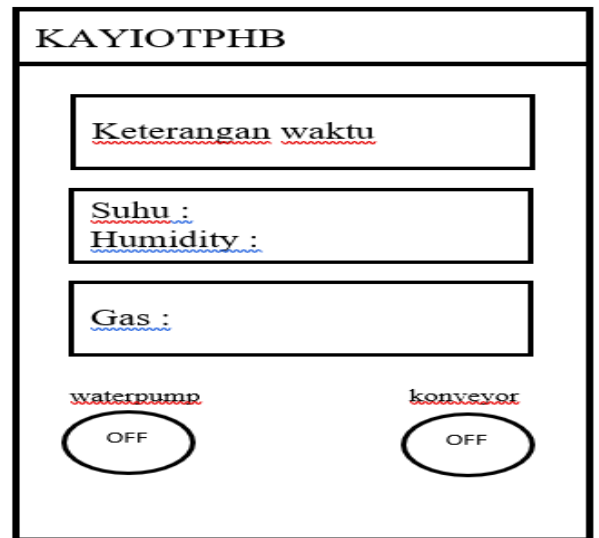 KAYIOTPHB
Keterangan waktu
Suhu :
Humidity :
Gas :
waterpump konveyor
OFF OFF